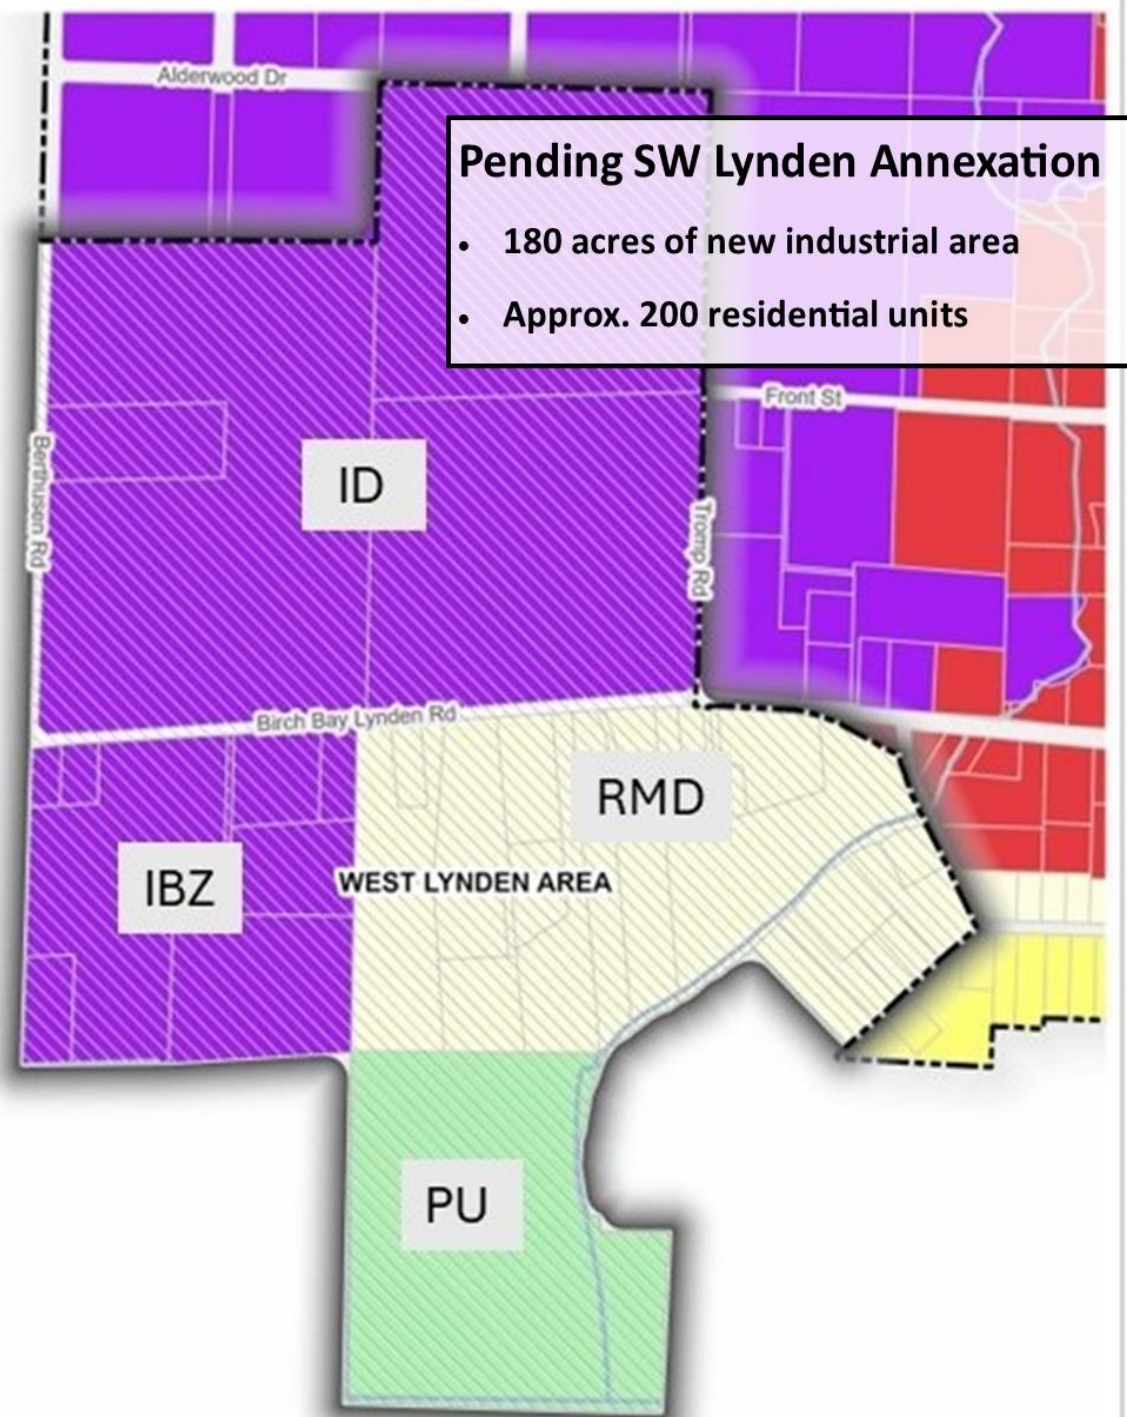 Alderwood Dr
Pending SW Lynden Annexation
• 180 acres of new industrial area
• Approx. 200 residential units
Front St
Berthusen Rd
ID
Tromp Rd
Birch Bay Lynden Rd
RMD
IBZ
WEST LYNDEN AREA
PU